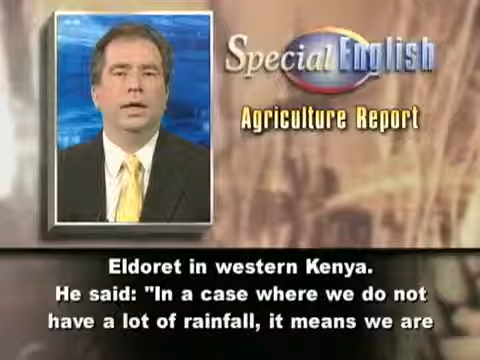 Special English
Agriculture Report
Eldoret in western Kenya.
He said: "In a case where we do not
have a lot of rainfall, it means we are